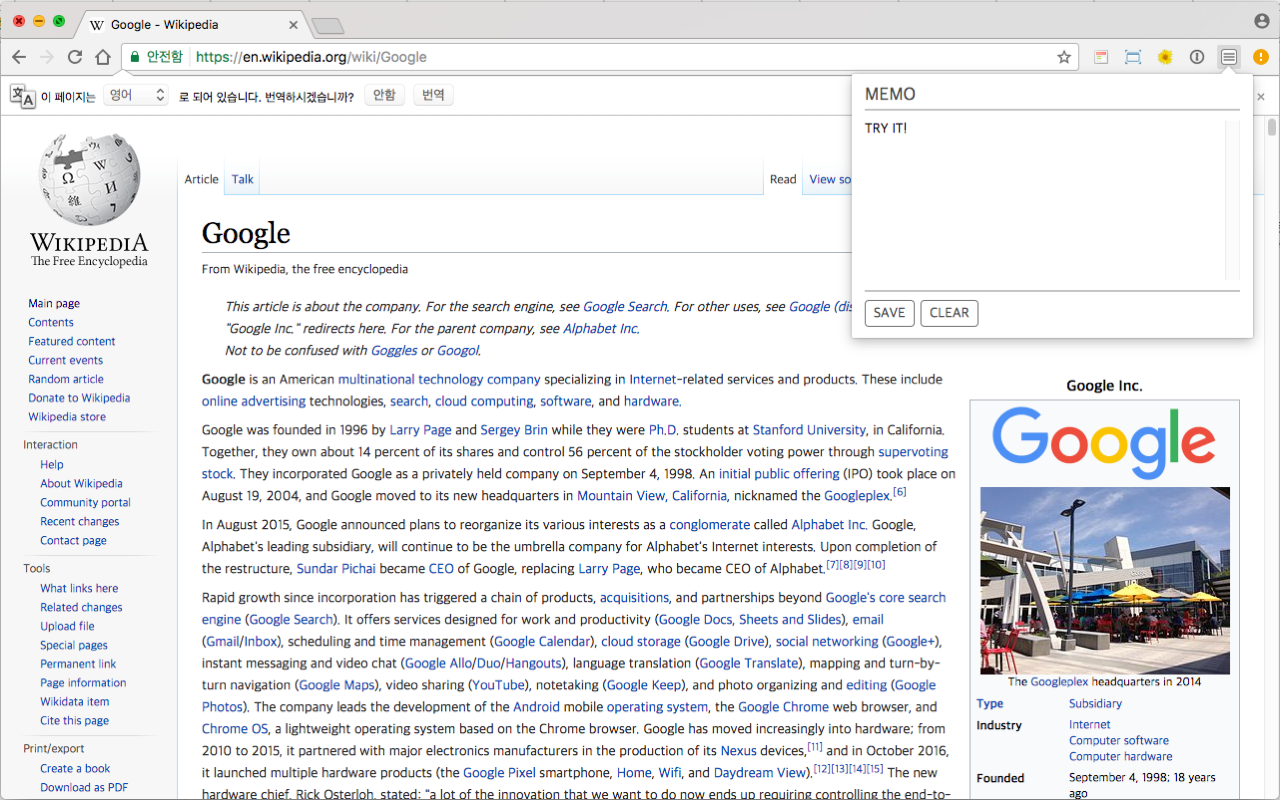 Google - Wikipedia
안전함 https://en.wikipedia.org/wiki/Google
이 페이지는 영어 로 되어 있습니다. 번역하시겠습니까? 안함 번역
MEMO
TRY IT!
SAVE CLEAR
WIKIPEDIA
The Free Encyclopedia
Main page
Contents
Featured content
Current events
Random article
Donate to Wikipedia
Wikipedia store
Interaction
Help
About Wikipedia
Community portal
Recent changes
Contact page
Tools
What links here
Related changes
Upload file
Special pages
Permanent link
Page information
Wikidata item
Cite this page
Print/export
Create a book
Download as PDF
Article Talk Read View so
Google
From Wikipedia, the free encyclopedia
This article is about the company. For the search engine, see Google Search. For other uses, see Google (dis
"Google Inc." redirects here. For the parent company, see Alphabet Inc.
Not to be confused with Goggles or Googol.
Google is an American multinational technology company specializing in Internet-related services and products. These include
online advertising technologies, search, cloud computing, software, and hardware.
Google was founded in 1996 by Larry Page and Sergey Brin while they were Ph.D. students at Stanford University, in California.
Together, they own about 14 percent of its shares and control 56 percent of the stockholder voting power through supervoting
stock. They incorporated Google as a privately held company on September 4, 1998. An initial public offering (IPO) took place on
August 19, 2004, and Google moved to its new headquarters in Mountain View, California, nicknamed the Googleplex.[6]
In August 2015, Google announced plans to reorganize its various interests as a conglomerate called Alphabet Inc. Google,
Alphabet's leading subsidiary, will continue to be the umbrella company for Alphabet's Internet interests. Upon completion of
the restructure, Sundar Pichai became CEO of Google, replacing Larry Page, who became CEO of Alphabet.[7][8][9][10]
Rapid growth since incorporation has triggered a chain of products, acquisitions, and partnerships beyond Google's core search
engine (Google Search). It offers services designed for work and productivity (Google Docs, Sheets and Slides), email
(Gmail/Inbox), scheduling and time management (Google Calendar), cloud storage (Google Drive), social networking (Google+),
instant messaging and video chat (Google Allo/Duo/Hangouts), language translation (Google Translate), mapping and turn-by-
turn navigation (Google Maps), video sharing (YouTube), notetaking (Google Keep), and photo organizing and editing (Google
Photos). The company leads the development of the Android mobile operating system, the Google Chrome web browser, and
Chrome OS, a lightweight operating system based on the Chrome browser. Google has moved increasingly into hardware; from
2010 to 2015, it partnered with major electronics manufacturers in the production of its Nexus devices,[11] and in October 2016,
it launched multiple hardware products (the Google Pixel smartphone, Home, Wifi, and Daydream View).[12][13][14][15] The new
hardware chief, Rick Osterloh, stated: "a lot of the innovation that we want to do now ends up requiring controlling the end-to-
Google Inc.
Google
The Googleplex headquarters in 2014
Type Subsidiary
Industry Internet
Computer software
Computer hardware
Founded September 4, 1998; 18 years
ago